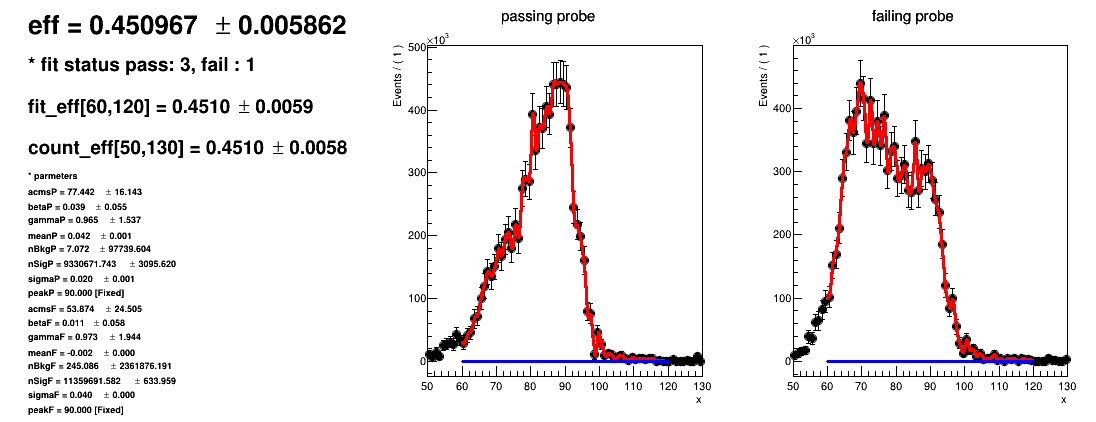 eff = 0.450967 ± 0.005862
* fit status pass: 3, fail : 1
fit_eff[60,120] = 0.4510 ± 0.0059
count_eff[50,130] = 0.4510 ± 0.0058
* parmeters
acmsP = 77.442 ± 16.143
betaP = 0.039 ± 0.055
gammaP = 0.965 ± 1.537
meanP = 0.042 ± 0.001
nBkgP = 7.072 ± 97739.604
nSigP = 9330671.743 ± 3095.620
sigmaP = 0.020 ± 0.001
peakP = 90.000 [Fixed]
acmsF = 53.874 ± 24.505
betaF = 0.011 ± 0.058
gammaF = 0.973 ± 1.944
meanF = -0.002 ± 0.000
nBkgF = 245.086 ± 2361876.191
nSigF = 11359691.582 ± 633.959
sigmaF = 0.040 ± 0.000
peakF = 90.000 [Fixed]
passing probe
×10³
Events / ( 1 )
500
400
300
200
100
0
50 60 70 80 90 100 110 120 130
x
failing probe
×10³
Events / ( 1 )
400
300
200
100
0
50 60 70 80 90 100 110 120 130
x